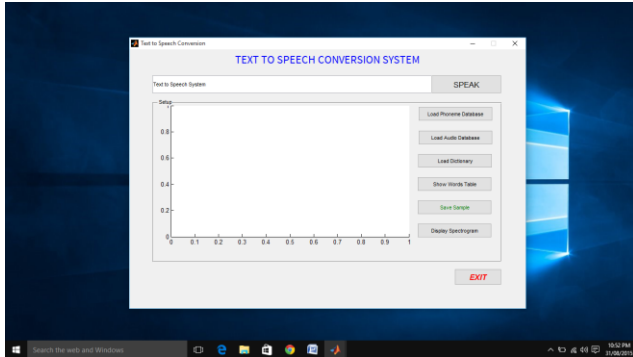 Text to Speech Conversion
TEXT TO SPEECH CONVERSION SYSTEM
Text to Speech System
SPEAK
Setup
Load Phoneme Database
Load Audio Database
Load Dictionary
Show Words Table
Save Sample
Display Spectrogram
0.8
0.6
0.4
0.2
0
0 0.1 0.2 0.3 0.4 0.5 0.6 0.7 0.8 0.9 1
EXIT
Search the web and Windows
10:52 PM
31/08/2015